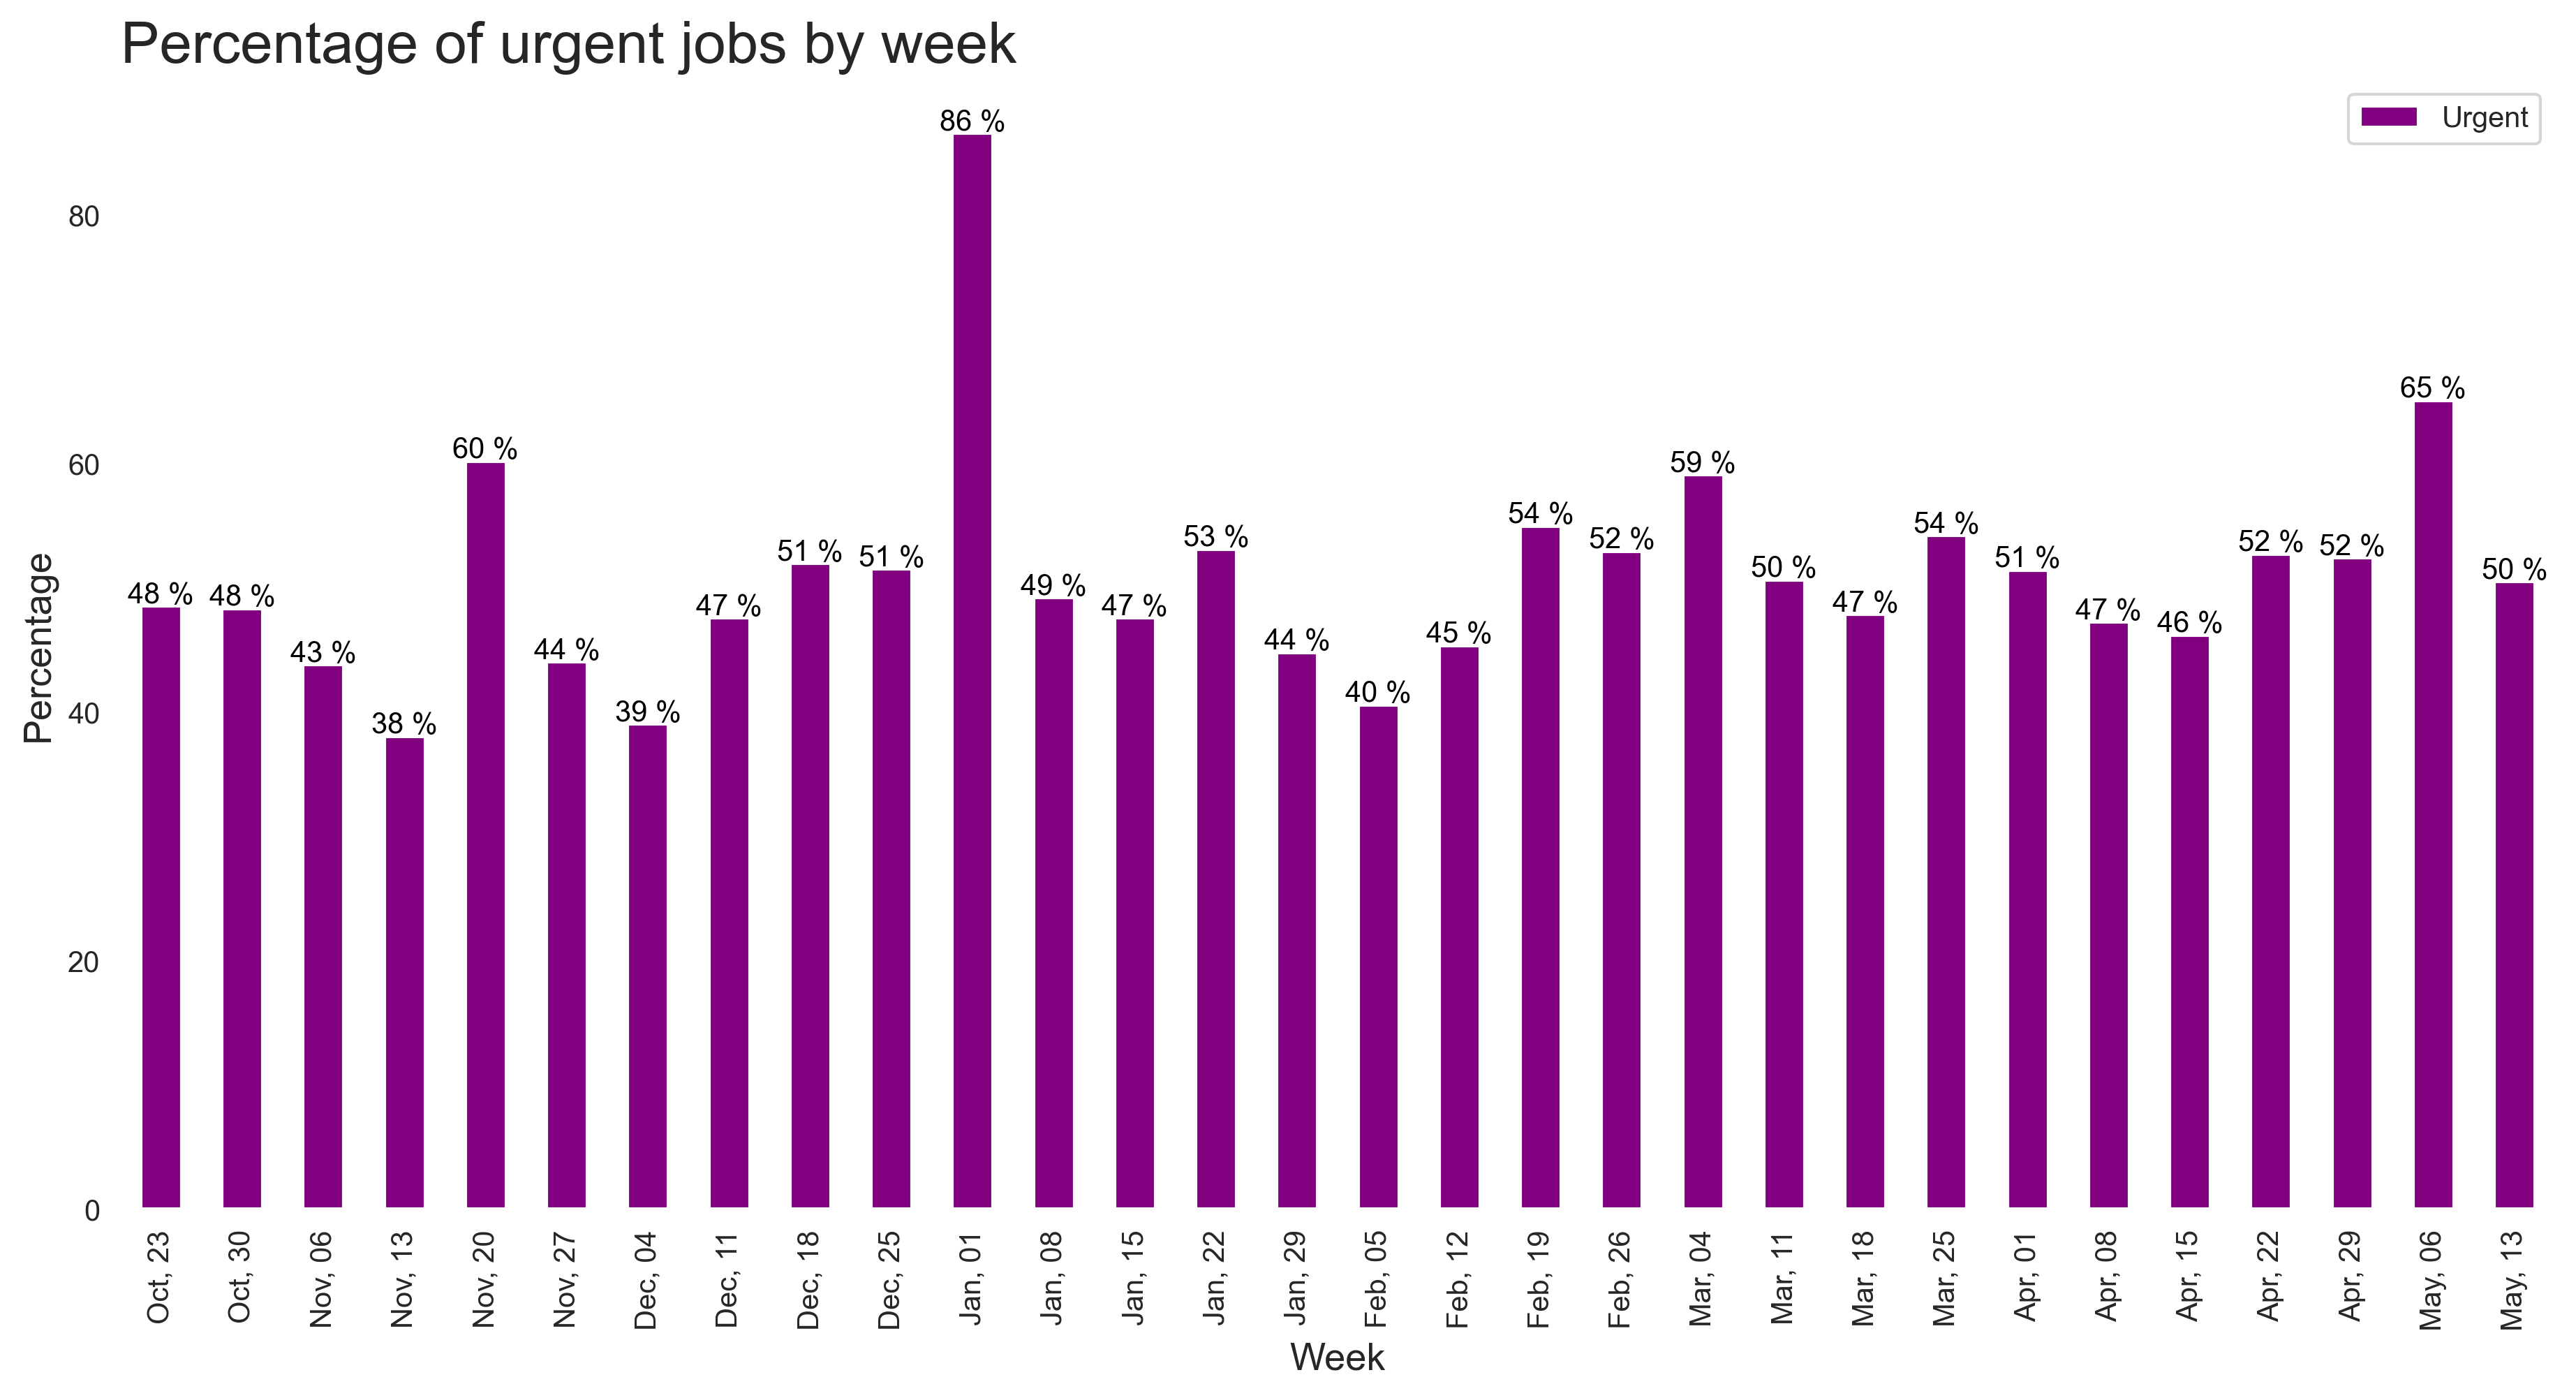 Percentage of urgent jobs by week
Urgent
Percentage
80
60
40
20
0
48 %
48 %
43 %
38 %
60 %
44 %
39 %
47 %
51 %
51 %
86 %
49 %
47 %
53 %
44 %
40 %
45 %
54 %
52 %
59 %
50 %
47 %
54 %
51 %
47 %
46 %
52 %
52 %
65 %
50 %
Oct, 23
Oct, 30
Nov, 06
Nov, 13
Nov, 20
Nov, 27
Dec, 04
Dec, 11
Dec, 18
Dec, 25
Jan, 01
Jan, 08
Jan, 15
Jan, 22
Jan, 29
Feb, 05
Feb, 12
Feb, 19
Feb, 26
Mar, 04
Mar, 11
Mar, 18
Mar, 25
Apr, 01
Apr, 08
Apr, 15
Apr, 22
Apr, 29
May, 06
May, 13
Week